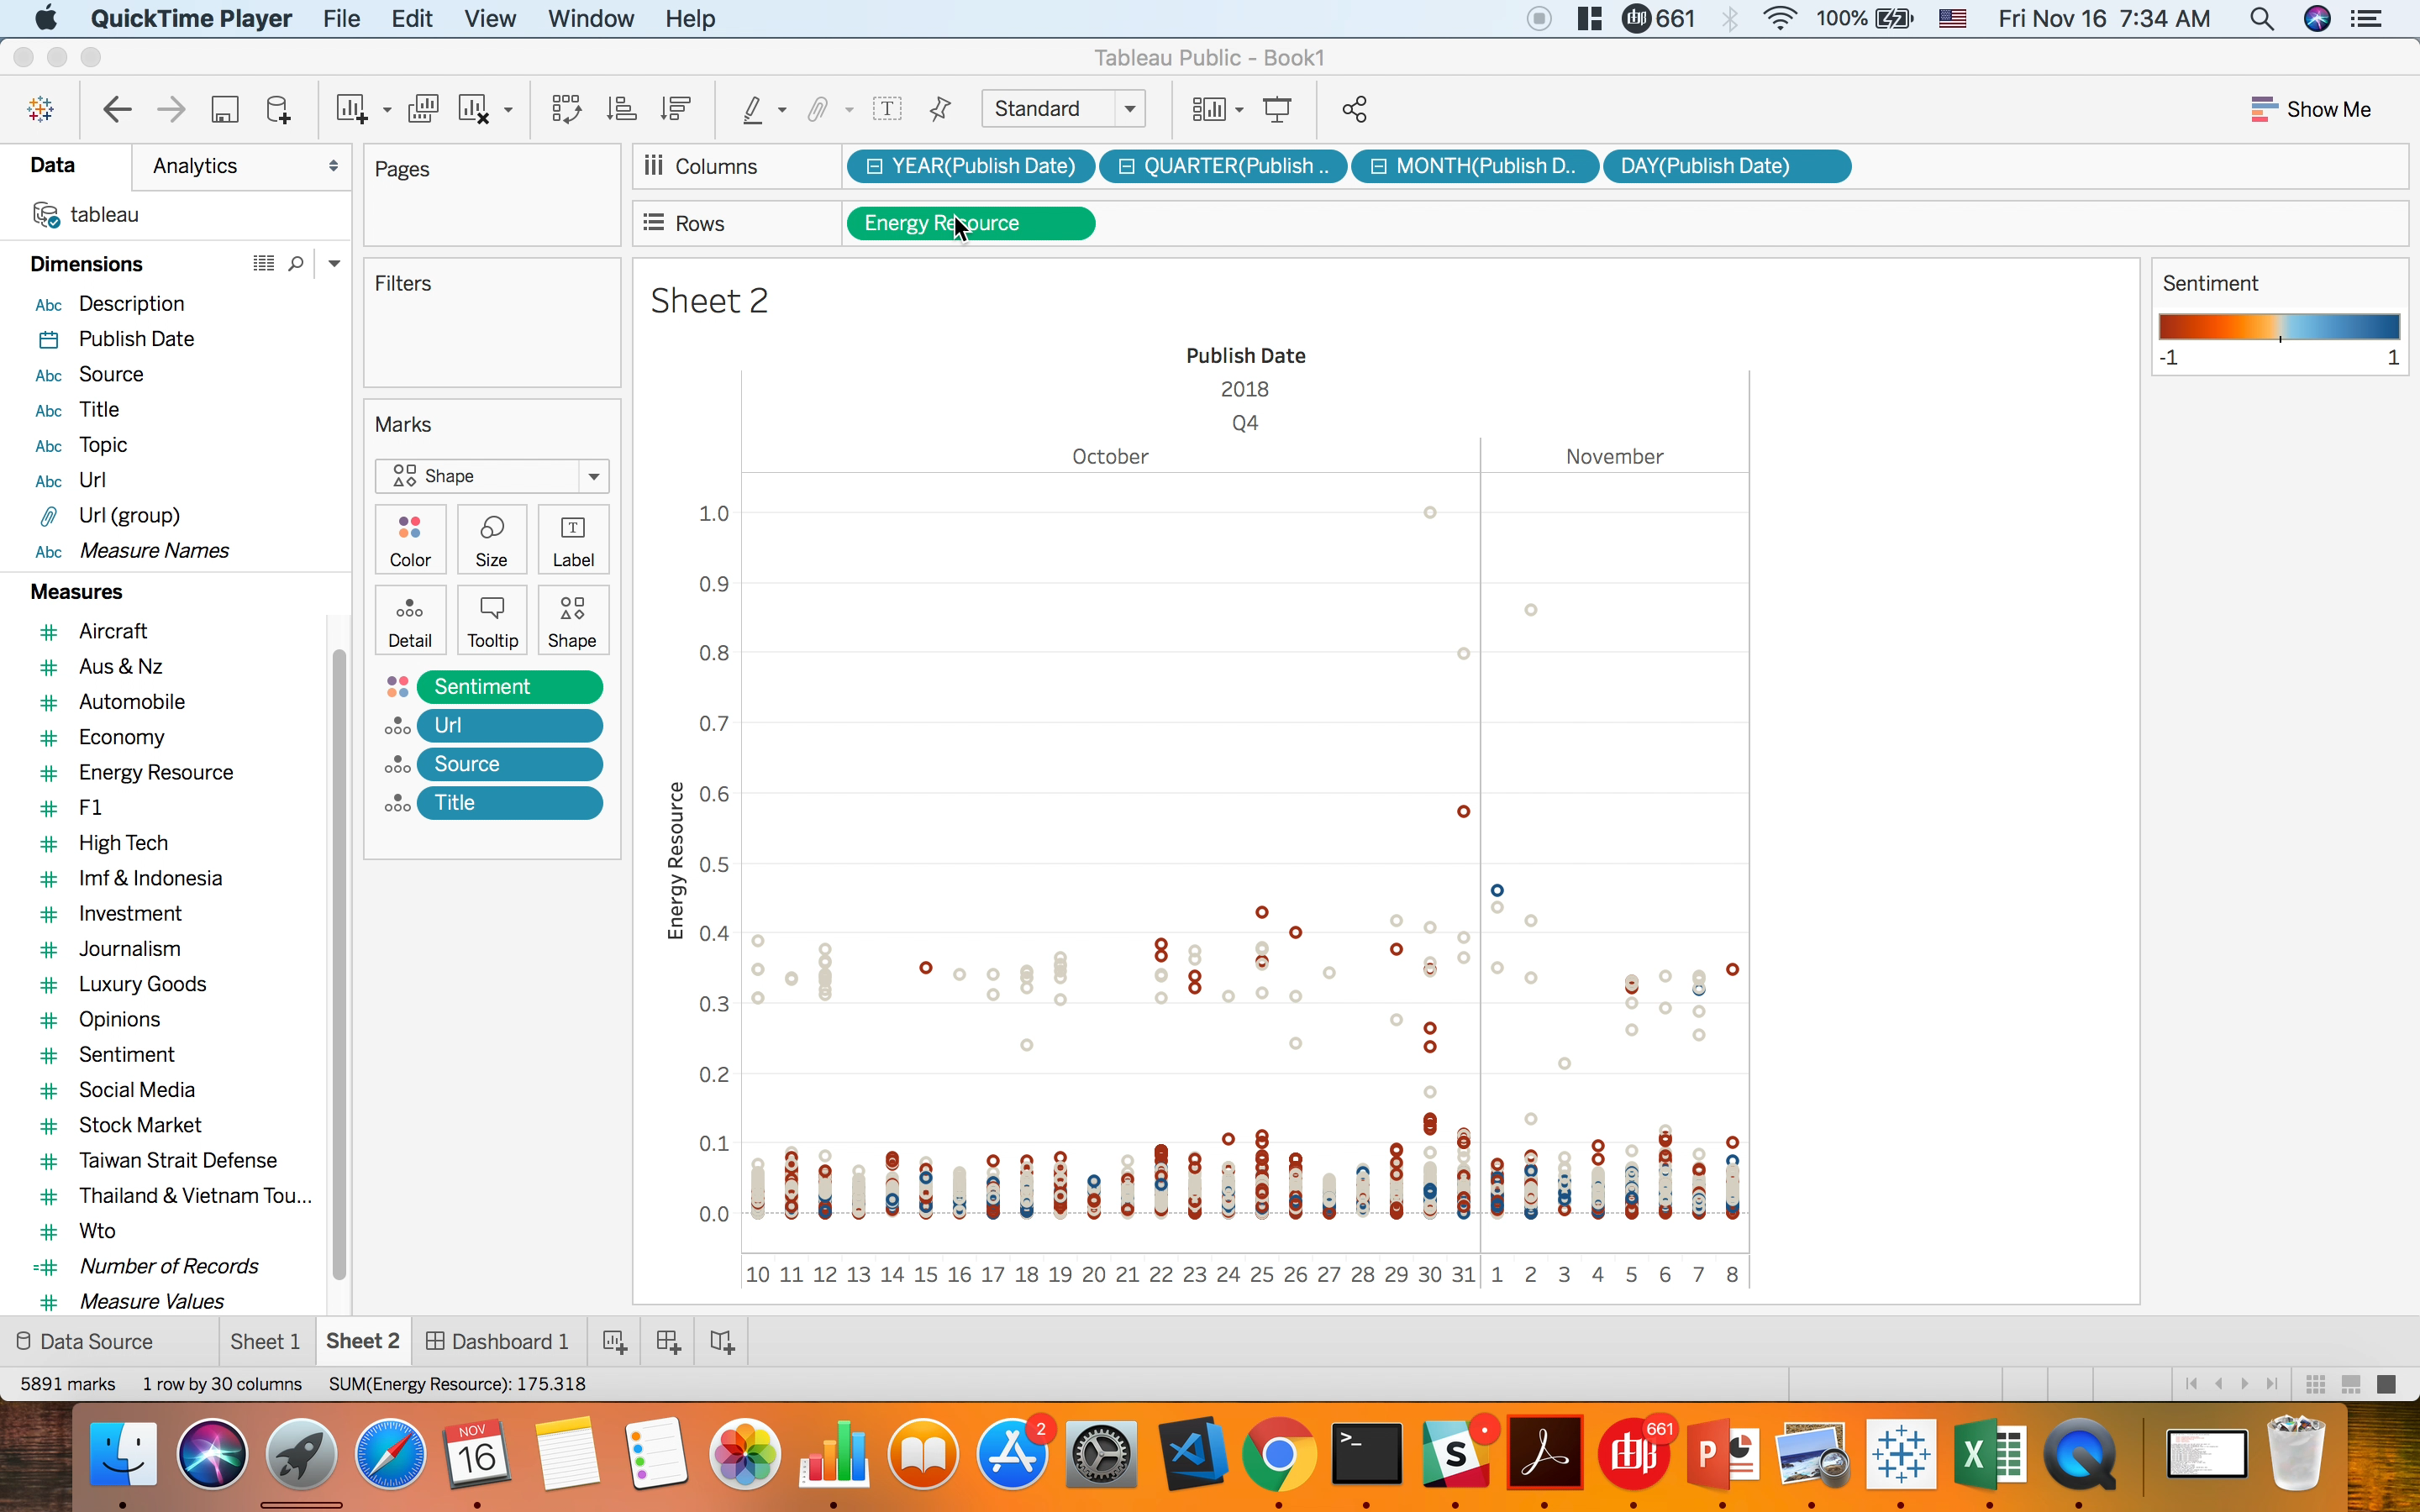 QuickTime Player File Edit View Window Help 661 100% Fri Nov 16 7:34 AM
Tableau Public - Book1
Standard Show Me
Data Analytics
Pages
Columns YEAR(Publish Date) QUARTER(Publish .. MONTH(Publish D.. DAY(Publish Date)
tableau
Rows Energy Resource
Dimensions
Abc Description
Publish Date
Abc Source
Abc Title
Abc Topic
Abc Url
Url (group)
Abc Measure Names
Measures
Aircraft
Aus & Nz
Automobile
Economy
Energy Resource
F1
High Tech
Imf & Indonesia
Investment
Journalism
Luxury Goods
Opinions
Sentiment
Social Media
Stock Market
Taiwan Strait Defense
Thailand & Vietnam Tou...
Wto
Number of Records
Measure Values
Filters
Marks
Shape
Color Size Label
Detail Tooltip Shape
Sentiment
Url
Source
Title
Sheet 2
Publish Date
2018
Q4
October November
Energy Resource
1.0
0.9
0.8
0.7
0.6
0.5
0.4
0.3
0.2
0.1
0.0
10 11 12 13 14 15 16 17 18 19 20 21 22 23 24 25 26 27 28 29 30 31 1 2 3 4 5 6 7 8
Sentiment
-1 1
Data Source Sheet 1 Sheet 2 Dashboard 1
5891 marks 1 row by 30 columns SUM(Energy Resource): 175.318
NOV
16
2
>_
S
661
P
X